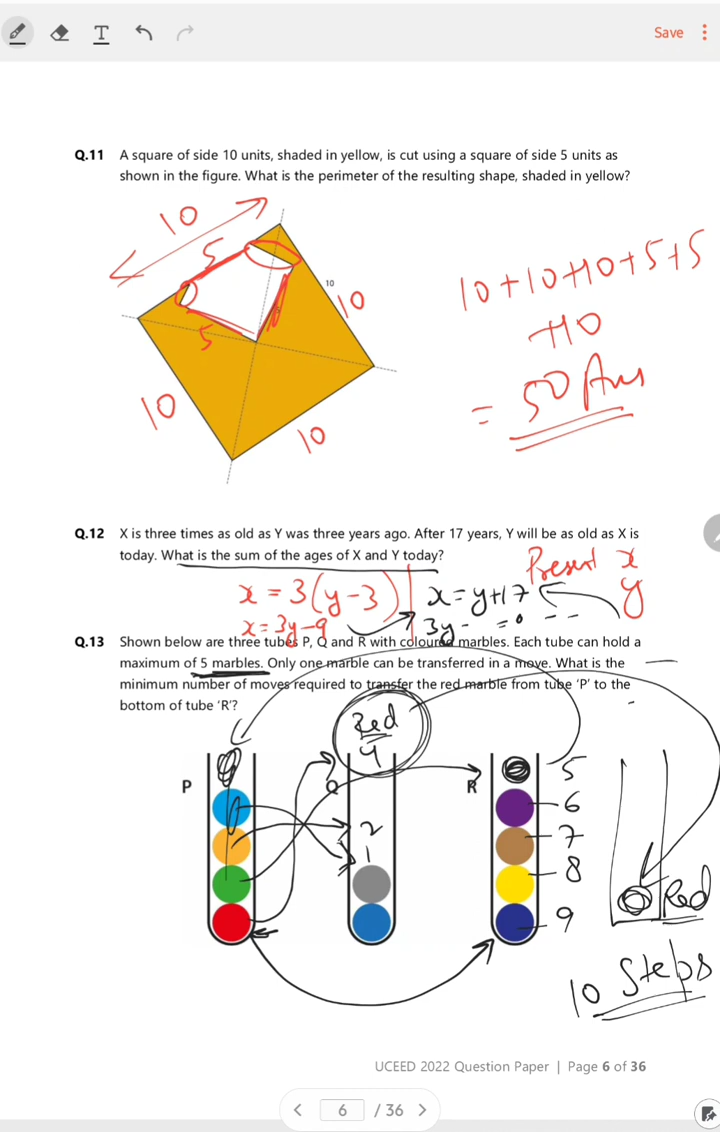 T
Save
Q.11 A square of side 10 units, shaded in yellow, is cut using a square of side 5 units as
shown in the figure. What is the perimeter of the resulting shape, shaded in yellow?
10
5
10
10
5
10
10
10+10+10+5+5
+10
= 50 Ans
Q.12 X is three times as old as Y was three years ago. After 17 years, Y will be as old as X is
today. What is the sum of the ages of X and Y today?
Present x
y
x = 3(y-3)
x = y+17
x = 3y-9
3y-
Q.13 Shown below are three tubes P, Q and R with coloured marbles. Each tube can hold a
maximum of 5 marbles. Only one marble can be transferred in a move. What is the
minimum number of moves required to transfer the red marble from tube 'P' to the
bottom of tube 'R'?
Red
4
P
Q
R
5
6
2
7
1
8
9
Red
10 Steps
UCEED 2022 Question Paper | Page 6 of 36
< 6 / 36 >